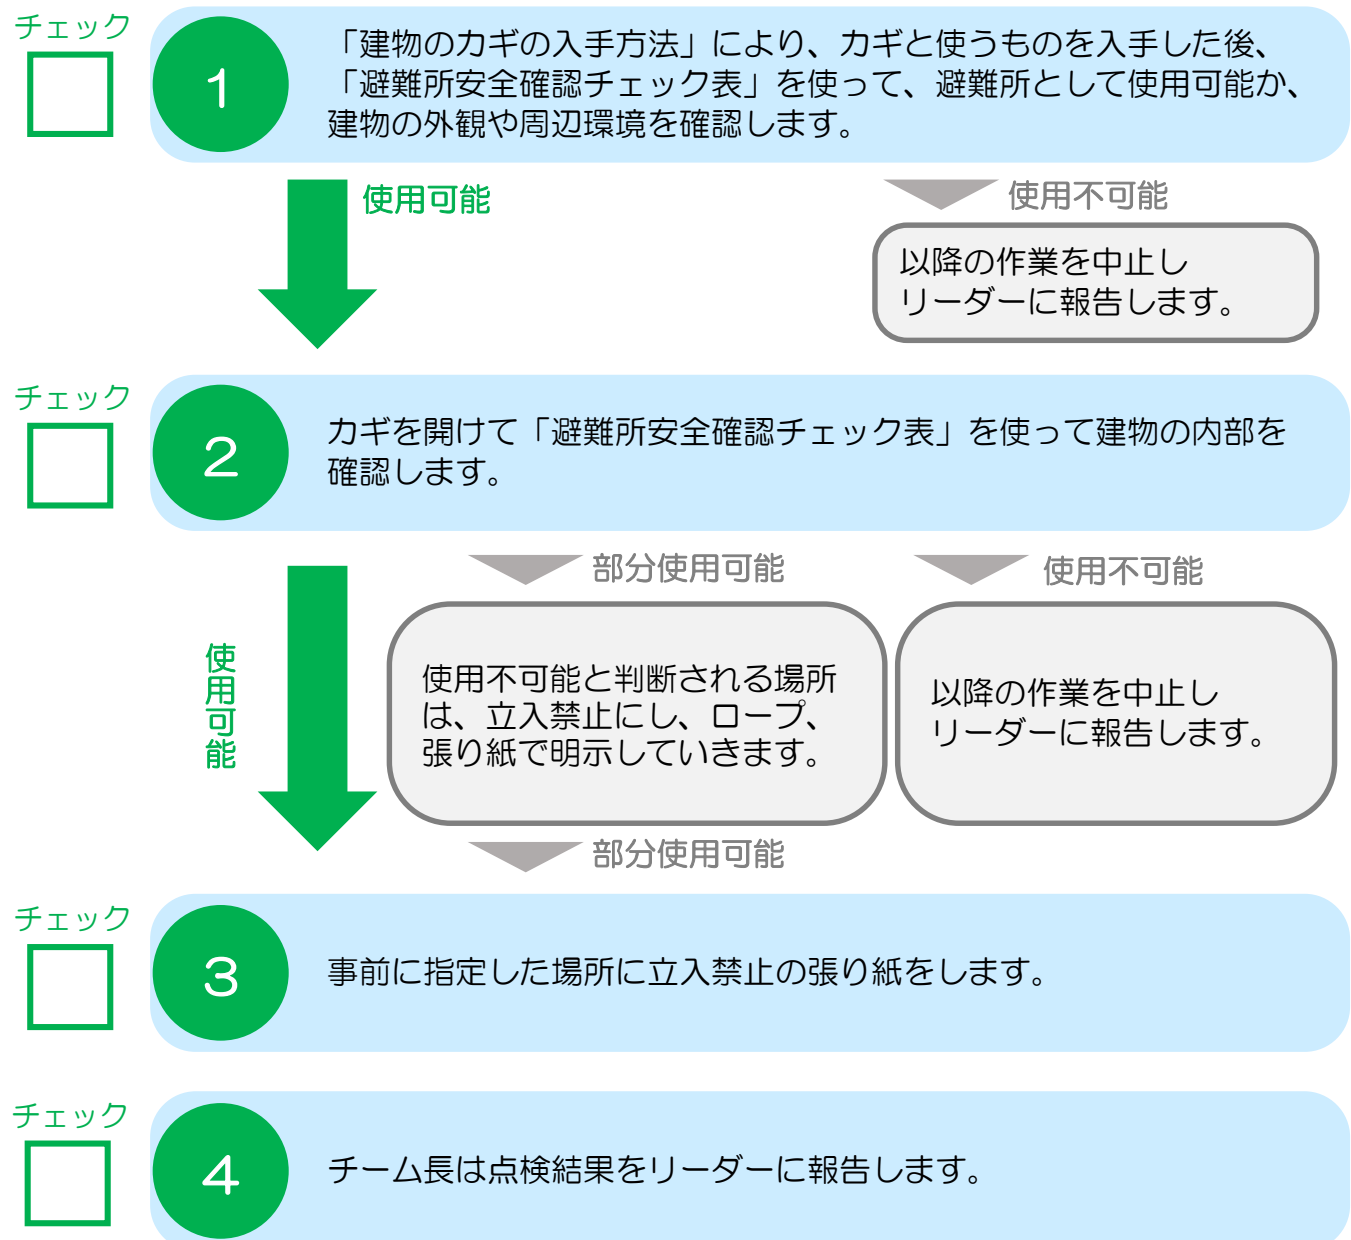 チェック
1
「建物のカギの入手方法」により、カギと使うものを入手した後、
「避難所安全確認チェック表」を使って、避難所として使用可能か、
建物の外観や周辺環境を確認します。
使用可能
使用不可能
以降の作業を中止し
リーダーに報告します。
チェック
2
カギを開けて「避難所安全確認チェック表」を使って建物の内部を
確認します。
使用可能
部分使用可能
使用不可能
使用不可能と判断される場所
は、立入禁止にし、ロープ、
張り紙で明示していきます。
以降の作業を中止し
リーダーに報告します。
部分使用可能
チェック
3
事前に指定した場所に立入禁止の張り紙をします。
チェック
4
チーム長は点検結果をリーダーに報告します。